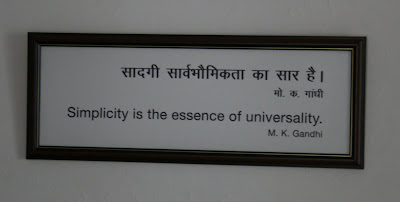 सादगी सार्वभौमिकता का सार है।
मो. क. गांधी
Simplicity is the essence of universality.
M. K. Gandhi